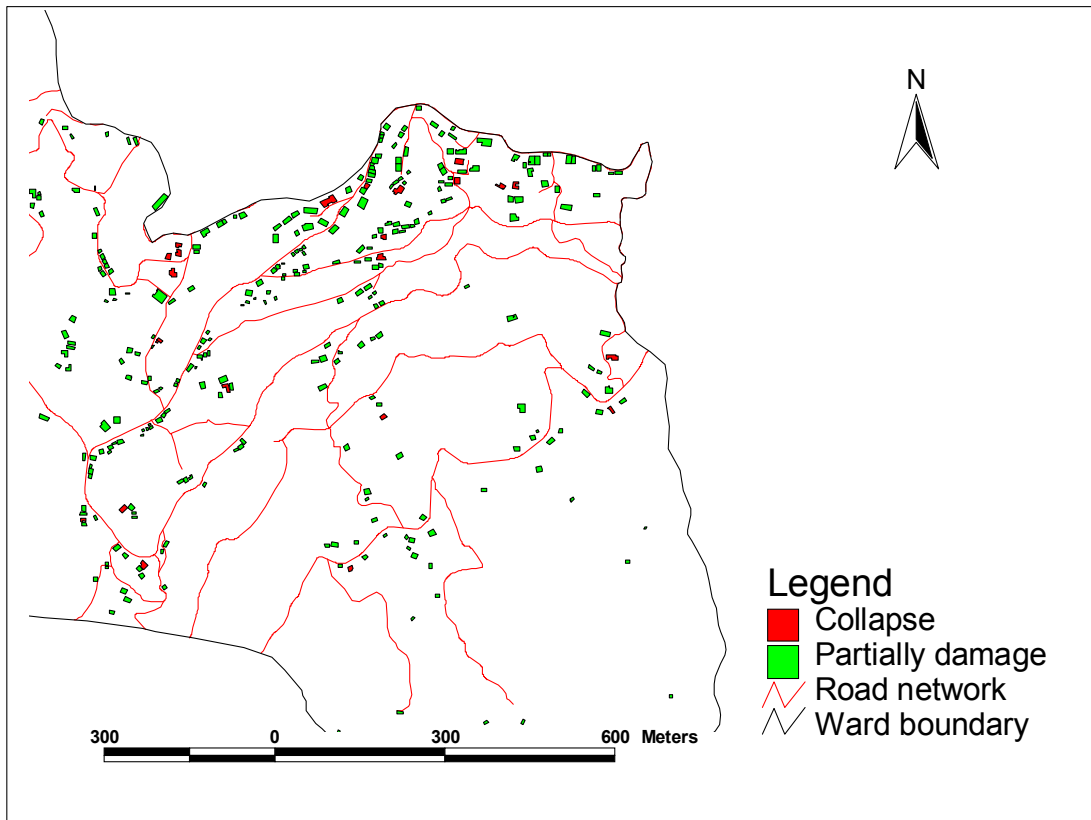 N
Legend
Collapse
Partially damage
Road network
Ward boundary
300 0 300 600 Meters